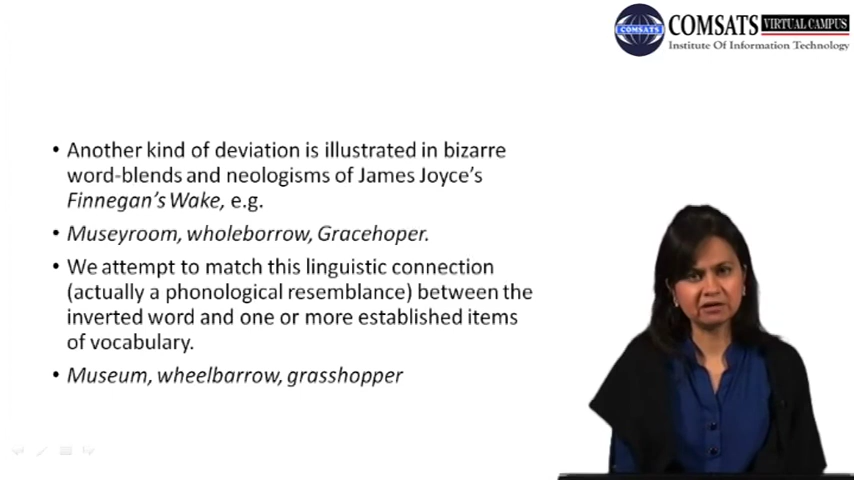 COMSATS
COMSATS VIRTUAL CAMPUS
Institute Of Information Technology
• Another kind of deviation is illustrated in bizarre
word-blends and neologisms of James Joyce's
Finnegan's Wake, e.g.
• Museyroom, wholeborrow, Gracehoper.
• We attempt to match this linguistic connection
(actually a phonological resemblance) between the
inverted word and one or more established items
of vocabulary.
• Museum, wheelbarrow, grasshopper